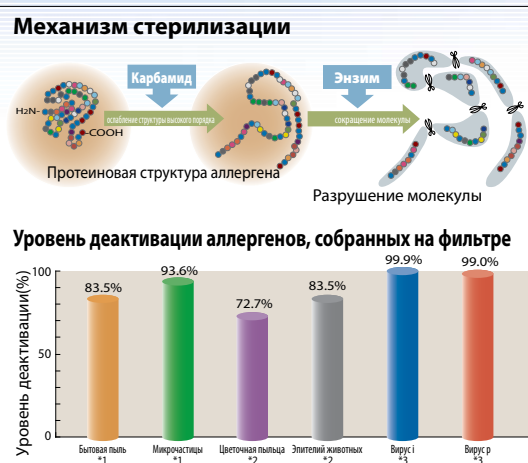 Механизм стерилизации
Карбамид
Энзим
H2N-
-COOH
ослабление структуры высокого порядка
сокращение молекулы
Протеиновая структура аллергена
Разрушение молекулы
Уровень деактивации аллергенов, собранных на фильтре
Уровень деактивации(%)
100
50
0
83.5%
93.6%
72.7%
83.5%
99.9%
99.0%
Бытовая пыль
*1
Микрочастицы
*1
Цветочная пыльца
*2
Эпителий животных
*2
Вирус i
*3
Вирус p
*3